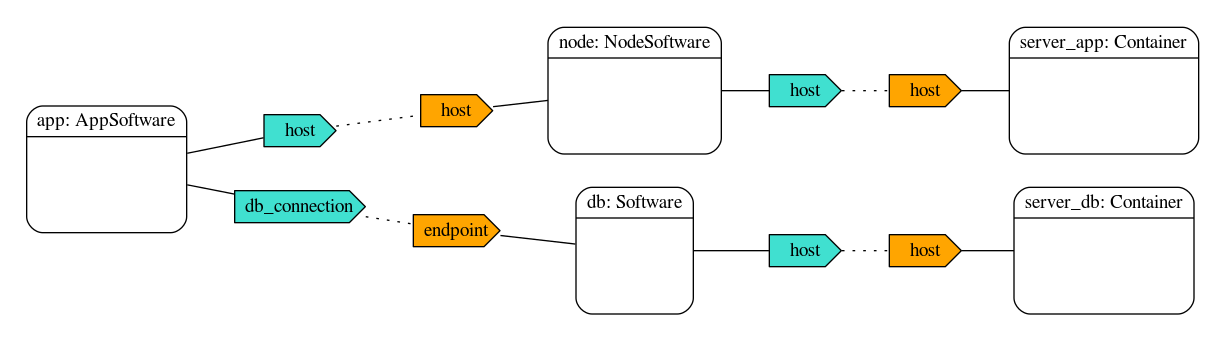 app: AppSoftware
host
host
node: NodeSoftware
host
host
server_app: Container
db_connection
endpoint
db: Software
host
host
server_db: Container